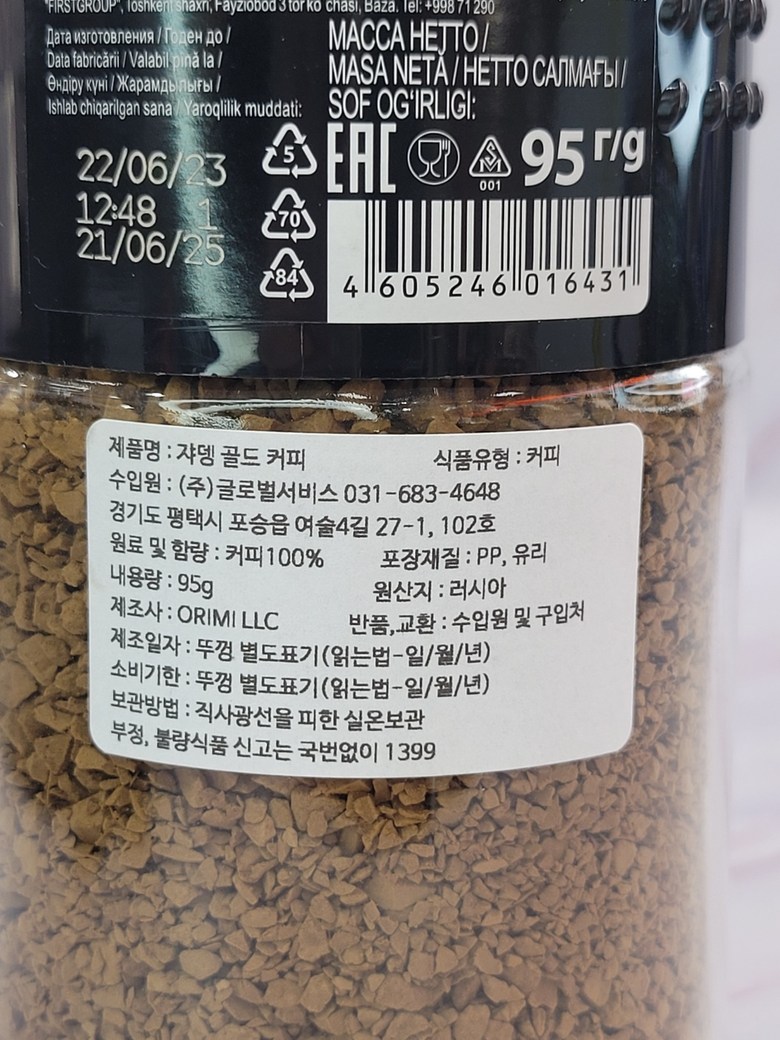 "FIRSTGROUP", Toshkent shaxri, Fayziobod 3 tor ko'chasi, Baza. Tel: +998 71 290
Дата изготовления / Годен до /
Data fabricării / Valabil până la /
Өндіру күні / Жарамдылығы /
Ishlab chiqarilgan sana / Yaroqlilik muddati:
МАССА НЕТТО /
MASA NETĂ / НЕТТО САЛМАҒЫ /
SOF OG‘IRLIGI:
22/06/23
12:48 1
21/06/25
5
70
84
EAC
001
95 г/g
4 605246 016431
제품명 : 쟈뎅 골드 커피 식품유형 : 커피
수입원 : (주)글로벌서비스 031-683-4648
경기도 평택시 포승읍 여술4길 27-1, 102호
원료 및 함량 : 커피100% 포장재질 : PP, 유리
내용량 : 95g 원산지 : 러시아
제조사 : ORIMI LLC 반품,교환 : 수입원 및 구입처
제조일자 : 뚜껑 별도표기(읽는법-일/월/년)
소비기한 : 뚜껑 별도표기(읽는법-일/월/년)
보관방법 : 직사광선을 피한 실온보관
부정, 불량식품 신고는 국번없이 1399